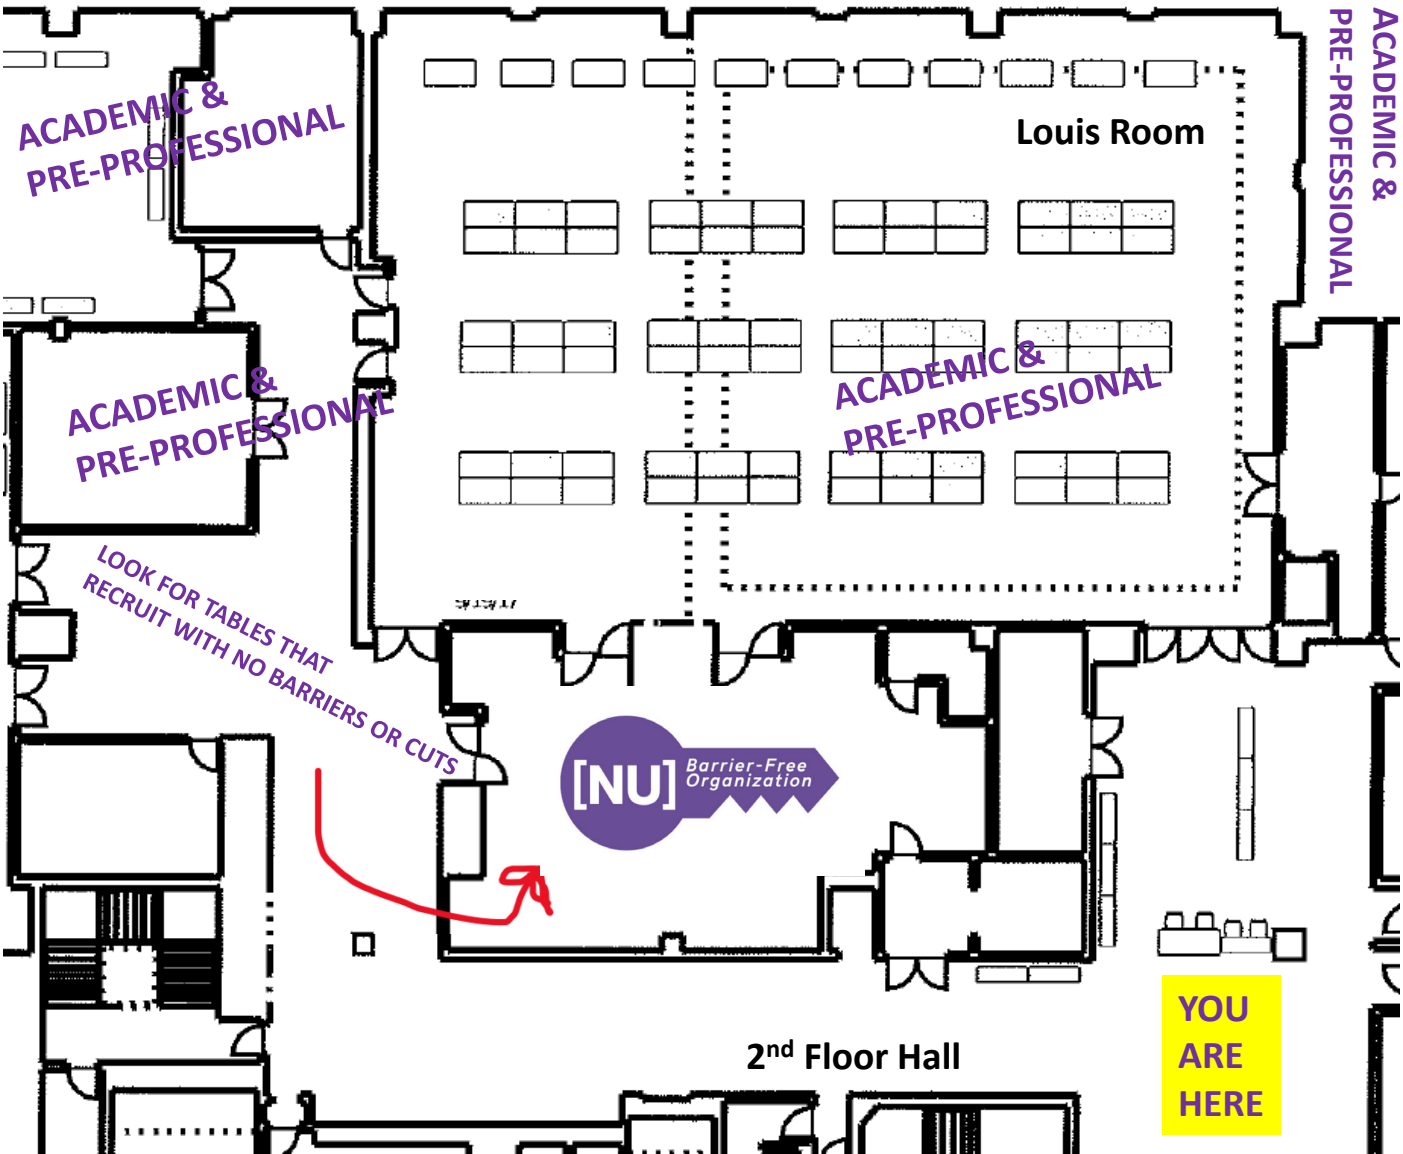 ACADEMIC &
PRE-PROFESSIONAL
ACADEMIC &
PRE-PROFESSIONAL
Louis Room
ACADEMIC &
PRE-PROFESSIONAL
ACADEMIC &
PRE-PROFESSIONAL
LOOK FOR TABLES THAT
RECRUIT WITH NO BARRIERS OR CUTS
[NU] Barrier-Free
Organization
2nd Floor Hall
YOU
ARE
HERE